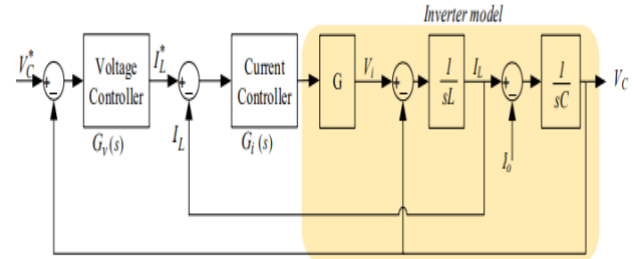 Inverter model
V*C
+
−
Voltage
Controller
Gv(s)
I*L
+
−
IL
Current
Controller
Gi(s)
G
Vi
+
−
1
sL
IL
+
−
Io
1
sC
VC